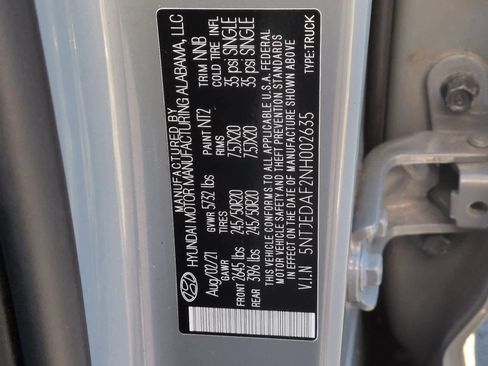 MANUFACTURED BY
HYUNDAI MOTOR MANUFACTURING ALABAMA, LLC
Aug/02/21 GVWR 5732 lbs PAINT NT2 TRIM NNB
GAWR TIRES RIMS COLD TIRE INFL
FRONT 2645 lbs 245/50R20 7.5JX20 35 psi SINGLE
REAR 3196 lbs 245/50R20 7.5JX20 35 psi SINGLE
THIS VEHICLE CONFORMS TO ALL APPLICABLE U.S.A. FEDERAL
MOTOR VEHICLE SAFETY AND THEFT PREVENTION STANDARDS
IN EFFECT ON THE DATE OF MANUFACTURE SHOWN ABOVE
V.I.N 5NTJEDAF2NH002635 TYPE:TRUCK